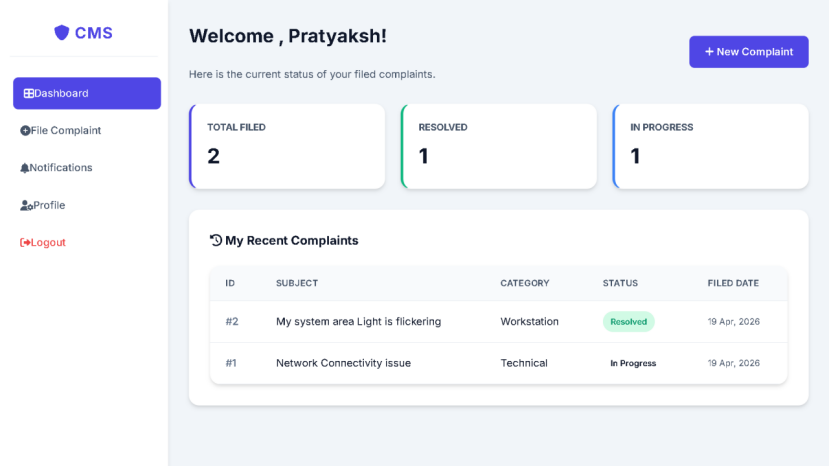 CMS
Dashboard
File Complaint
Notifications
Profile
Logout
Welcome , Pratyaksh!
Here is the current status of your filed complaints.
+ New Complaint
TOTAL FILED
2
RESOLVED
1
IN PROGRESS
1
My Recent Complaints
ID SUBJECT CATEGORY STATUS FILED DATE
#2 My system area Light is flickering Workstation Resolved 19 Apr, 2026
#1 Network Connectivity issue Technical In Progress 19 Apr, 2026